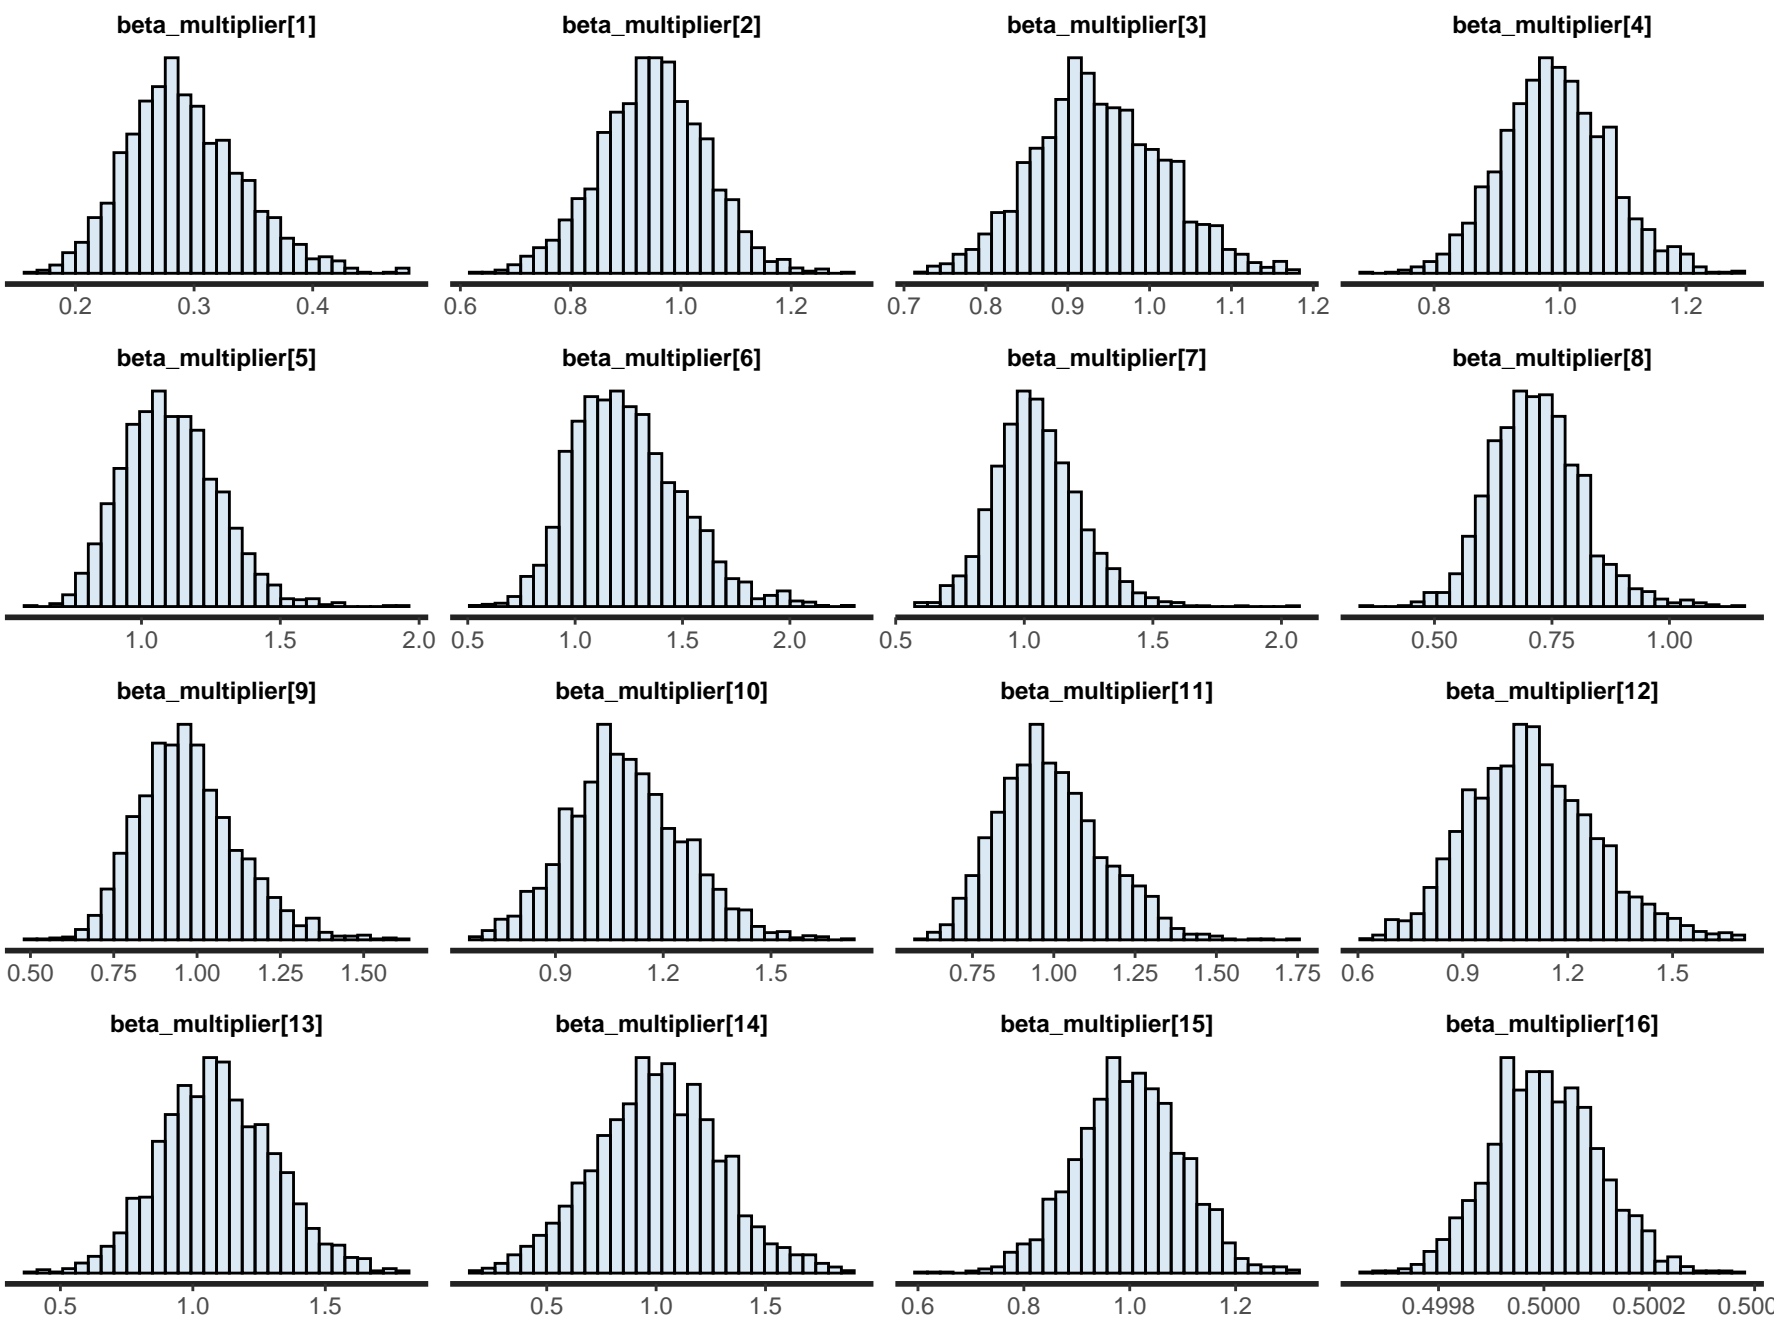 beta_multiplier[1] beta_multiplier[2] beta_multiplier[3] beta_multiplier[4]
0.2 0.3 0.4 0.6 0.8 1.0 1.2 0.7 0.8 0.9 1.0 1.1 1.2 0.8 1.0 1.2
beta_multiplier[5] beta_multiplier[6] beta_multiplier[7] beta_multiplier[8]
1.0 1.5 2.0 0.5 1.0 1.5 2.0 0.5 1.0 1.5 2.0 0.50 0.75 1.00
beta_multiplier[9] beta_multiplier[10] beta_multiplier[11] beta_multiplier[12]
0.50 0.75 1.00 1.25 1.50 0.9 1.2 1.5 0.75 1.00 1.25 1.50 1.75 0.6 0.9 1.2 1.5
beta_multiplier[13] beta_multiplier[14] beta_multiplier[15] beta_multiplier[16]
0.5 1.0 1.5 0.5 1.0 1.5 0.6 0.8 1.0 1.2 0.4998 0.5000 0.5002